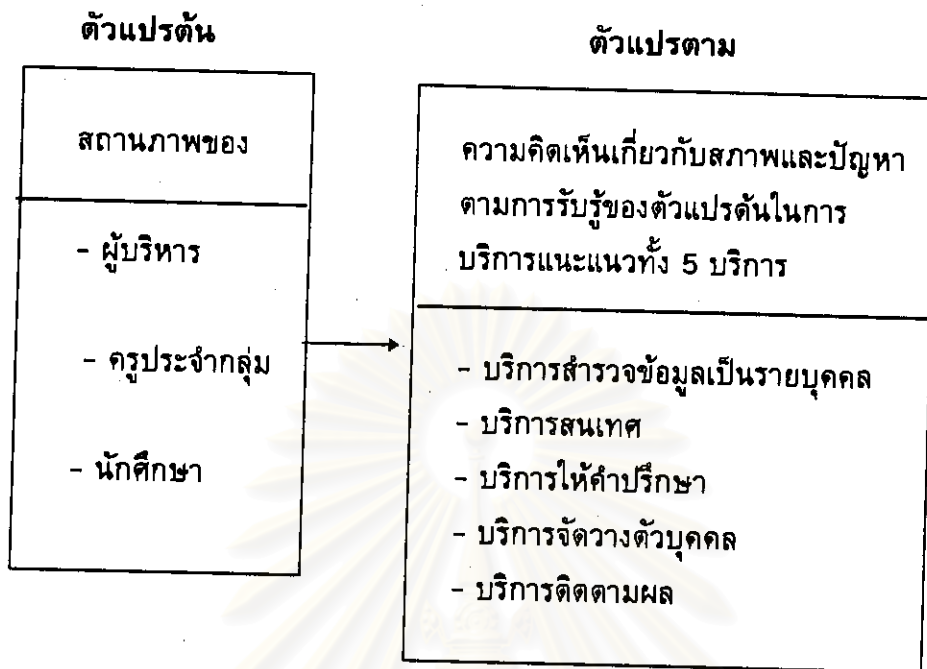 ตัวแปรต้น
สถานภาพของ
- ผู้บริหาร
- ครูประจำกลุ่ม
- นักศึกษา
ตัวแปรตาม
ความคิดเห็นเกี่ยวกับสภาพและปัญหา
ตามการรับรู้ของตัวแปรต้นในการ
บริการแนะแนวทั้ง 5 บริการ
- บริการสำรวจข้อมูลเป็นรายบุคคล
- บริการสนเทศ
- บริการให้คำปรึกษา
- บริการจัดวางตัวบุคคล
- บริการติดตามผล